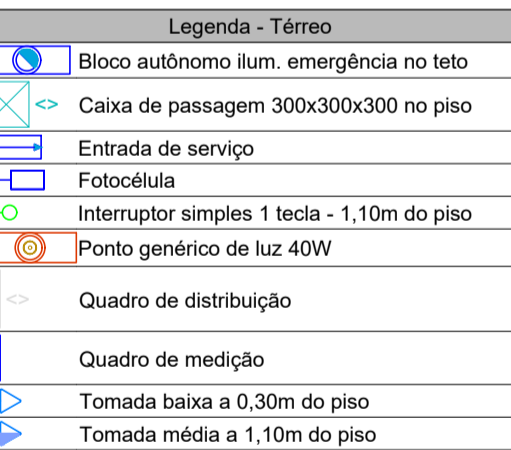 Legenda - Térreo
Bloco autônomo ilum. emergência no teto
<> Caixa de passagem 300x300x300 no piso
Entrada de serviço
Fotocélula
Interruptor simples 1 tecla - 1,10m do piso
Ponto genérico de luz 40W
<> Quadro de distribuição
Quadro de medição
Tomada baixa a 0,30m do piso
Tomada média a 1,10m do piso